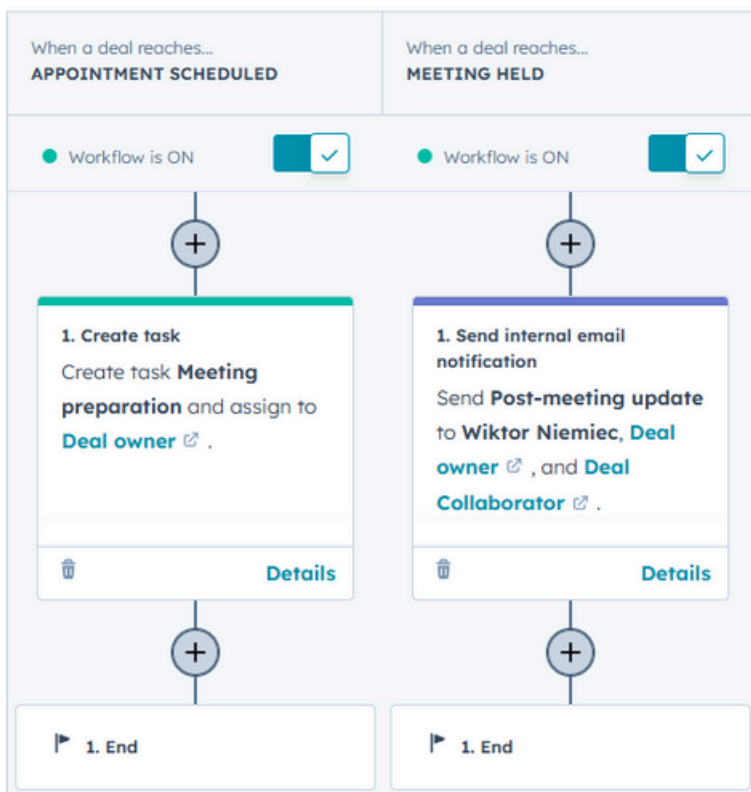 When a deal reaches...
APPOINTMENT SCHEDULED
Workflow is ON
1. Create task
Create task Meeting
preparation and assign to
Deal owner .
Details
1. End
When a deal reaches...
MEETING HELD
Workflow is ON
1. Send internal email
notification
Send Post-meeting update
to Wiktor Niemiec, Deal
owner , and Deal
Collaborator .
Details
1. End